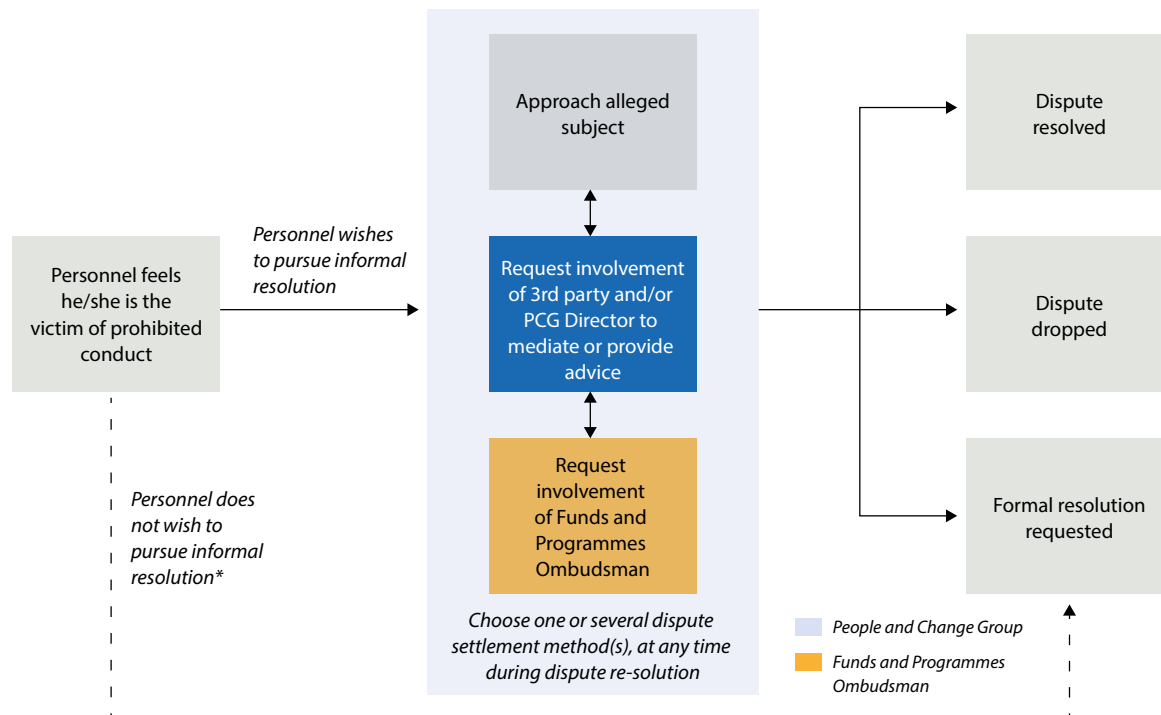 Personnel feels
he/she is the
victim of prohibited
conduct
Personnel wishes
to pursue informal
resolution
Personnel does
not wish to
pursue informal
resolution*
Approach alleged
subject
Request involvement
of 3rd party and/or
PCG Director to
mediate or provide
advice
Request
involvement
of Funds and
Programmes
Ombudsman
Choose one or several dispute
settlement method(s), at any time
during dispute re-solution
Dispute
resolved
Dispute
dropped
Formal resolution
requested
People and Change Group
Funds and Programmes
Ombudsman